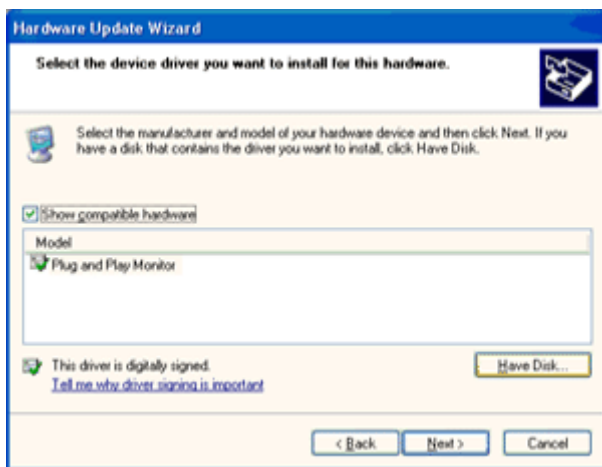 Hardware Update Wizard
Select the device driver you want to install for this hardware.
Select the manufacturer and model of your hardware device and then click Next. If you
have a disk that contains the driver you want to install, click Have Disk.
Show compatible hardware
Model
Plug and Play Monitor
This driver is digitally signed.
Have Disk...
Tell me why driver signing is important
< Back
Next >
Cancel